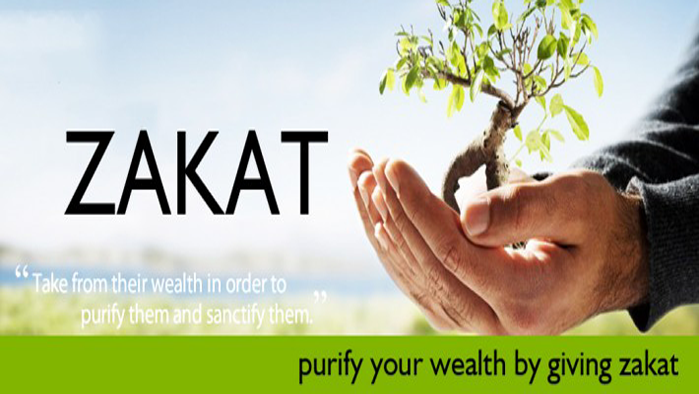 ZAKAT
“Take from their wealth in order to
purify them and sanctify them.”
purify your wealth by giving zakat